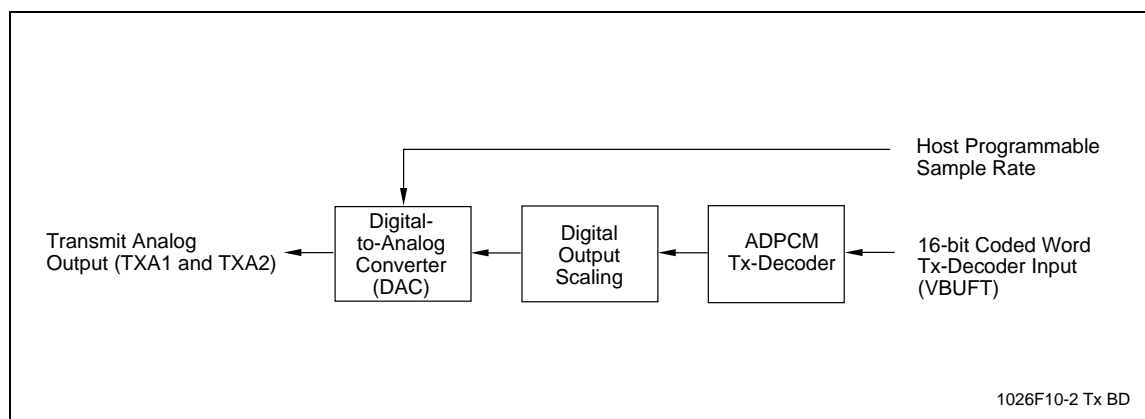 Host Programmable
Sample Rate
Transmit Analog
Output (TXA1 and TXA2)
Digital-
to-Analog
Converter
(DAC)
Digital
Output
Scaling
ADPCM
Tx-Decoder
16-bit Coded Word
Tx-Decoder Input
(VBUFT)
1026F10-2 Tx BD